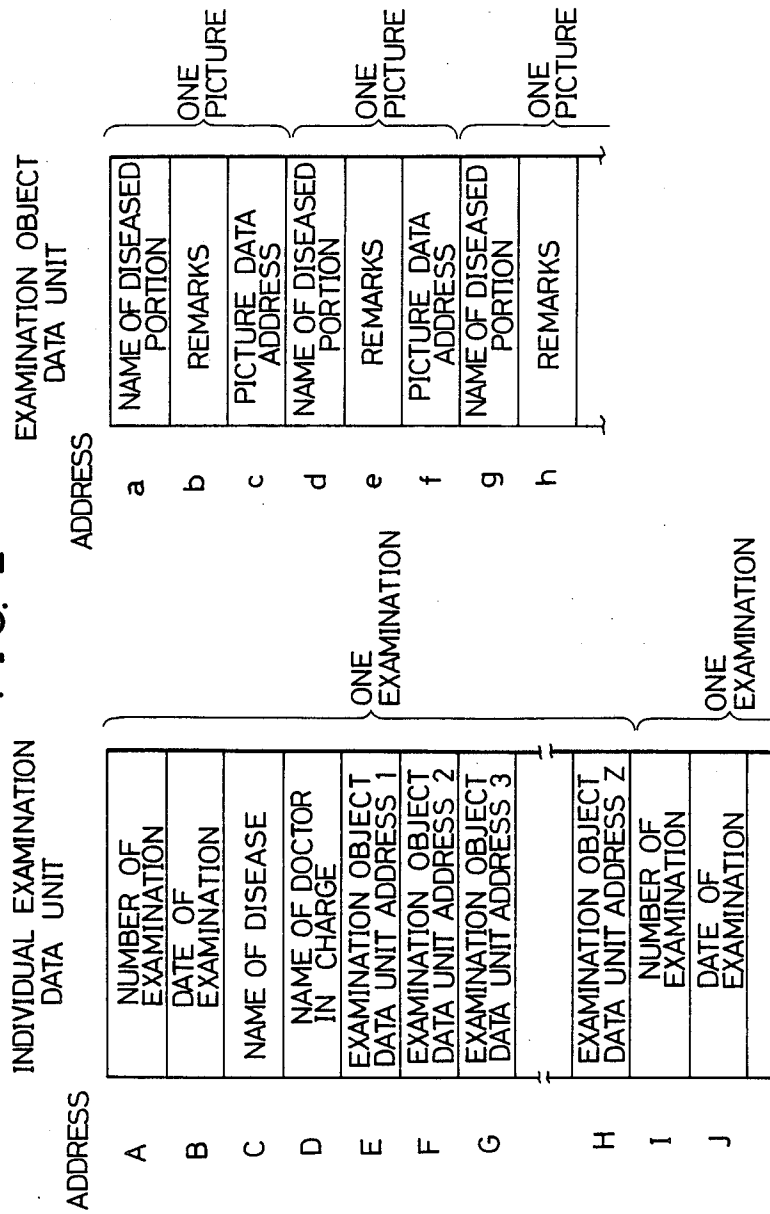 FIG. 2
INDIVIDUAL EXAMINATION
DATA UNIT
ADDRESS
A
NUMBER OF
EXAMINATION
B
DATE OF
EXAMINATION
C
NAME OF DISEASE
D
NAME OF DOCTOR
IN CHARGE
E
EXAMINATION OBJECT
DATA UNIT ADDRESS 1
F
EXAMINATION OBJECT
DATA UNIT ADDRESS 2
G
EXAMINATION OBJECT
DATA UNIT ADDRESS 3
H
EXAMINATION OBJECT
DATA UNIT ADDRESS Z
I
NUMBER OF
EXAMINATION
J
DATE OF
EXAMINATION
ONE
EXAMINATION
ONE
EXAMINATION
EXAMINATION OBJECT
DATA UNIT
ADDRESS
a
NAME OF DISEASED
PORTION
b
REMARKS
c
PICTURE DATA
ADDRESS
d
NAME OF DISEASED
PORTION
e
REMARKS
f
PICTURE DATA
ADDRESS
g
NAME OF DISEASED
PORTION
h
REMARKS
ONE
PICTURE
ONE
PICTURE
ONE
PICTURE